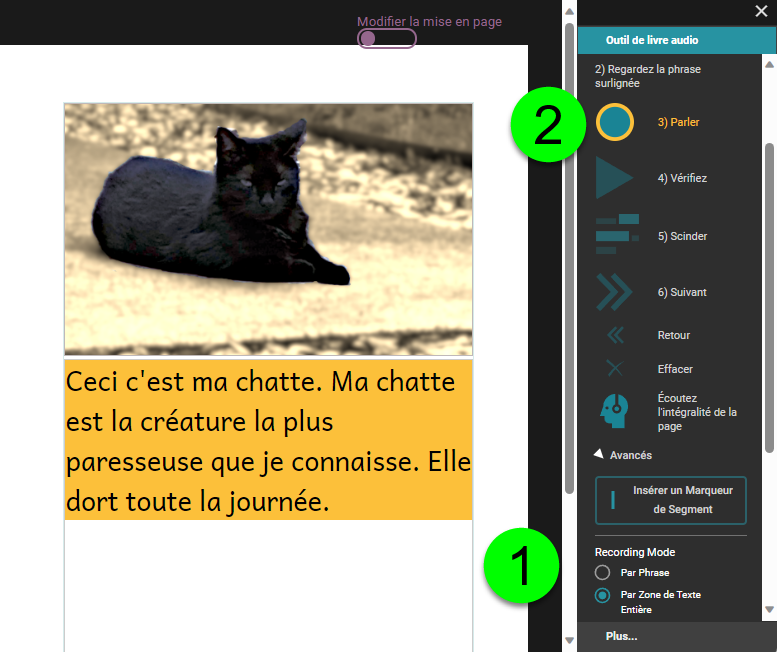 Modifier la mise en page
Outil de livre audio
2) Regardez la phrase
surlignée
2
3) Parler
4) Vérifiez
5) Scinder
6) Suivant
Retour
Effacer
Écoutez
l'intégralité de la
page
Avancés
Insérer un Marqueur
de Segment
1
Recording Mode
Par Phrase
Par Zone de Texte
Entière
Plus...
Ceci c'est ma chatte. Ma chatte
est la créature la plus
paresseuse que je connaisse. Elle
dort toute la journée.